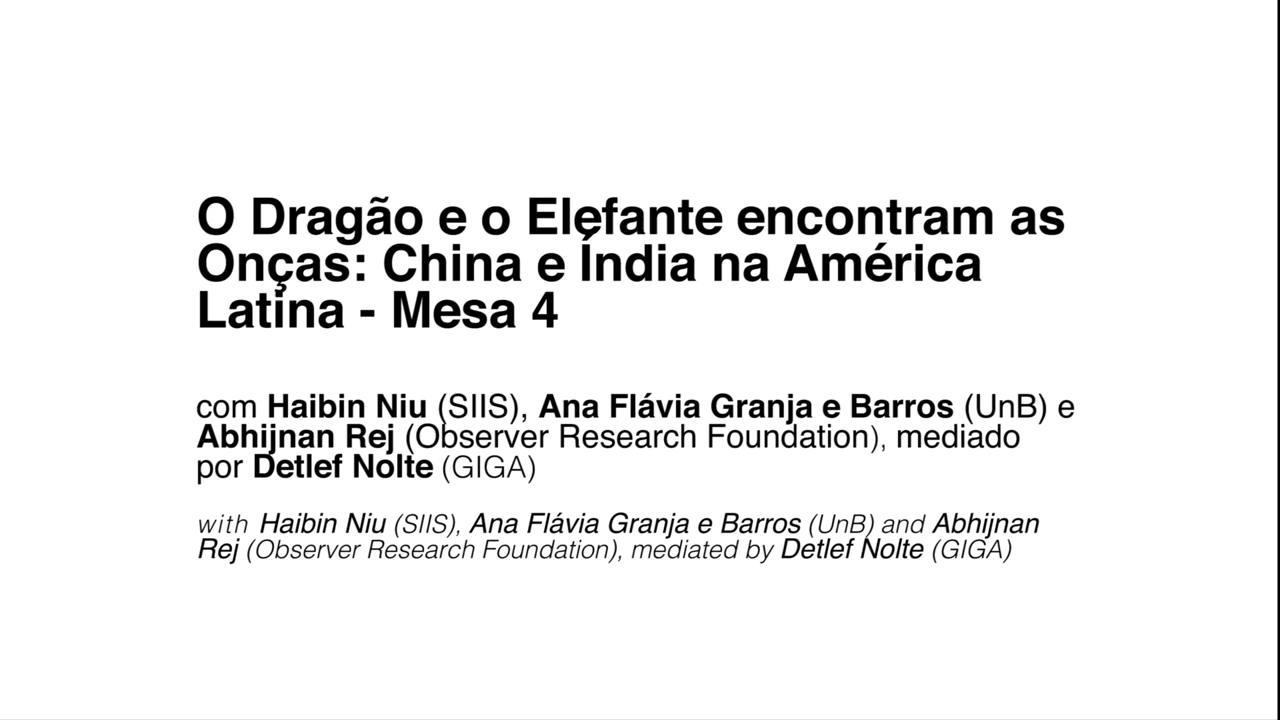 O Dragão e o Elefante encontram as
Onças: China e Índia na América
Latina - Mesa 4
com Haibin Niu (SIIS), Ana Flávia Granja e Barros (UnB) e
Abhijnan Rej (Observer Research Foundation), mediado
por Detlef Nolte (GIGA)
with Haibin Niu (SIIS), Ana Flávia Granja e Barros (UnB) and Abhijnan
Rej (Observer Research Foundation), mediated by Detlef Nolte (GIGA)